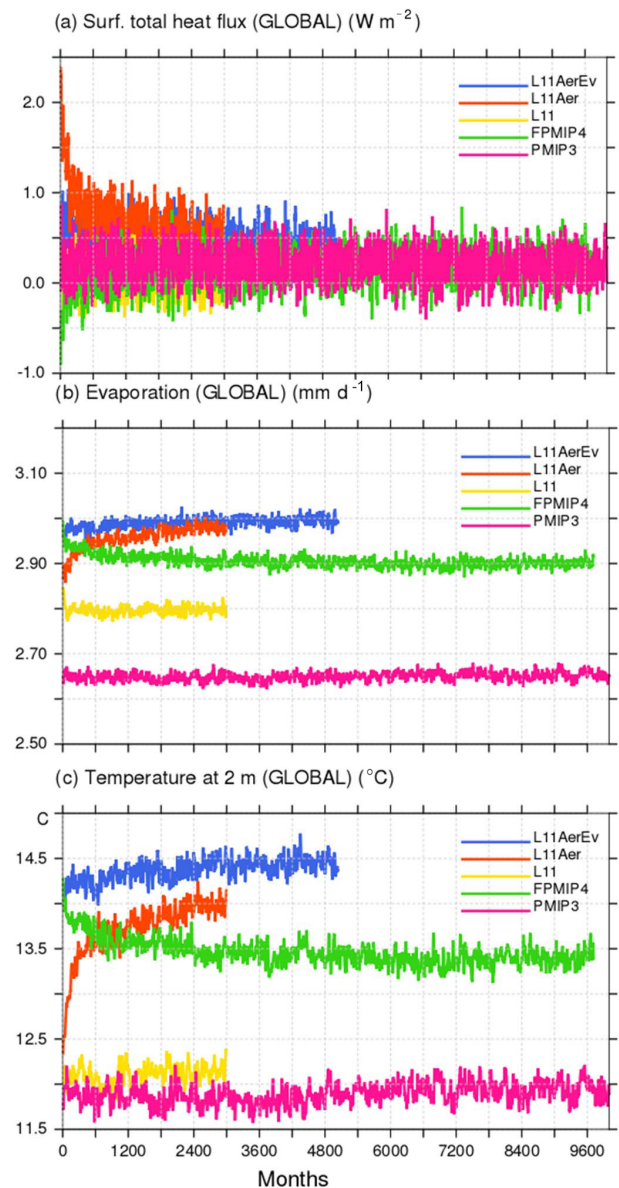 (a) Surf. total heat flux (GLOBAL) (W m⁻²)
L11AerEv
L11Aer
L11
FPMIP4
PMIP3
2.0
1.0
0.0
-1.0
(b) Evaporation (GLOBAL) (mm d⁻¹)
L11AerEv
L11Aer
L11
FPMIP4
PMIP3
3.10
2.90
2.70
2.50
(c) Temperature at 2 m (GLOBAL) (°C)
C
L11AerEv
L11Aer
L11
FPMIP4
PMIP3
14.5
13.5
12.5
11.5
0 1200 2400 3600 4800 6000 7200 8400 9600
Months